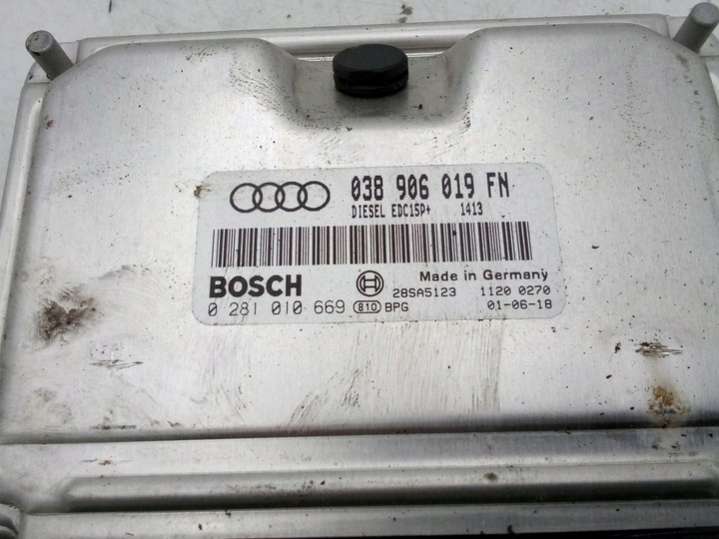 038 906 019 FN
DIESEL EDC15P+ 1413
BOSCH
Made in Germany
28SA5123 1120 0270
0 281 010 669 810 BPG 01-06-18